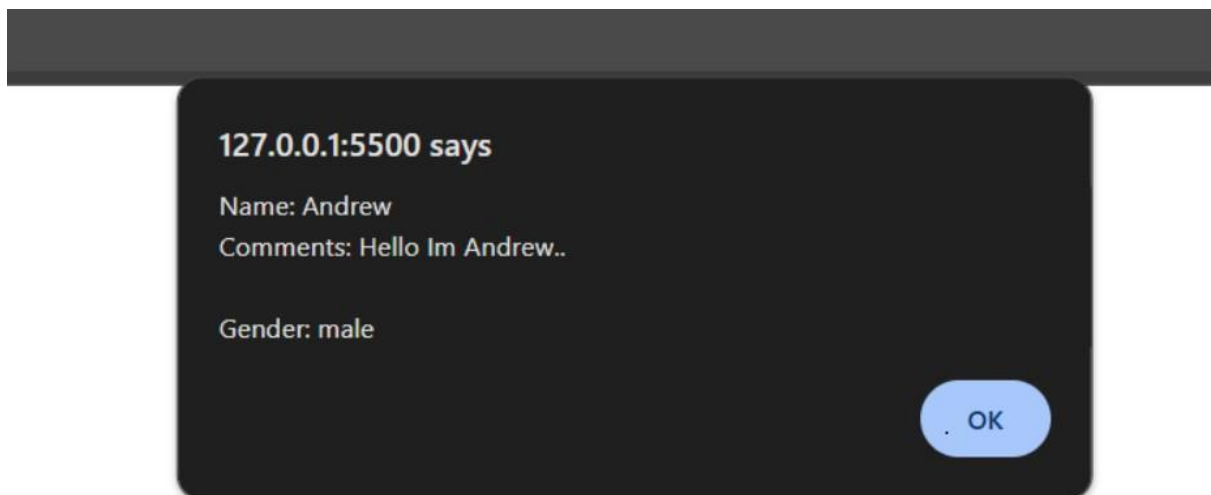 127.0.0.1:5500 says
Name: Andrew
Comments: Hello Im Andrew..
Gender: male
OK